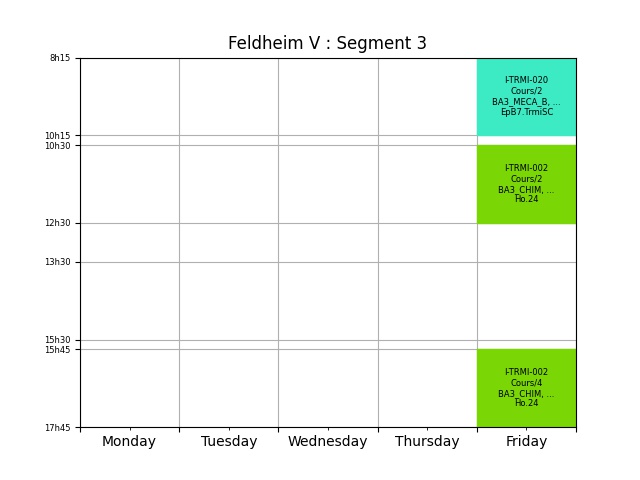 Feldheim V : Segment 3
8h15
I-TRMI-020
Cours/2
BA3_MECA_B, ...
EpB7.TrmiSC
10h15
10h30
I-TRMI-002
Cours/2
BA3_CHIM, ...
Ho.24
12h30
13h30
15h30
15h45
I-TRMI-002
Cours/4
BA3_CHIM, ...
Ho.24
17h45
Monday Tuesday Wednesday Thursday Friday